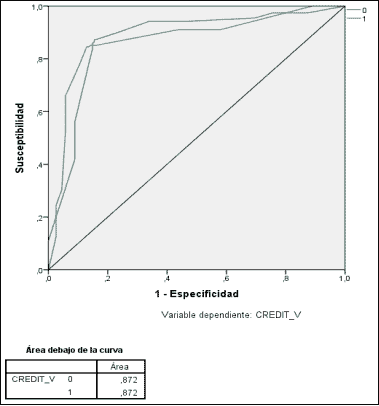 1,0
,8
,6
,4
,2
,0
Susceptibilidad
,0 ,2 ,4 ,6 ,8 1,0
1 - Especificidad
0
1
Variable dependiente: CREDIT_V
Área debajo de la curva
Área
CREDIT_V 0 ,872
1 ,872